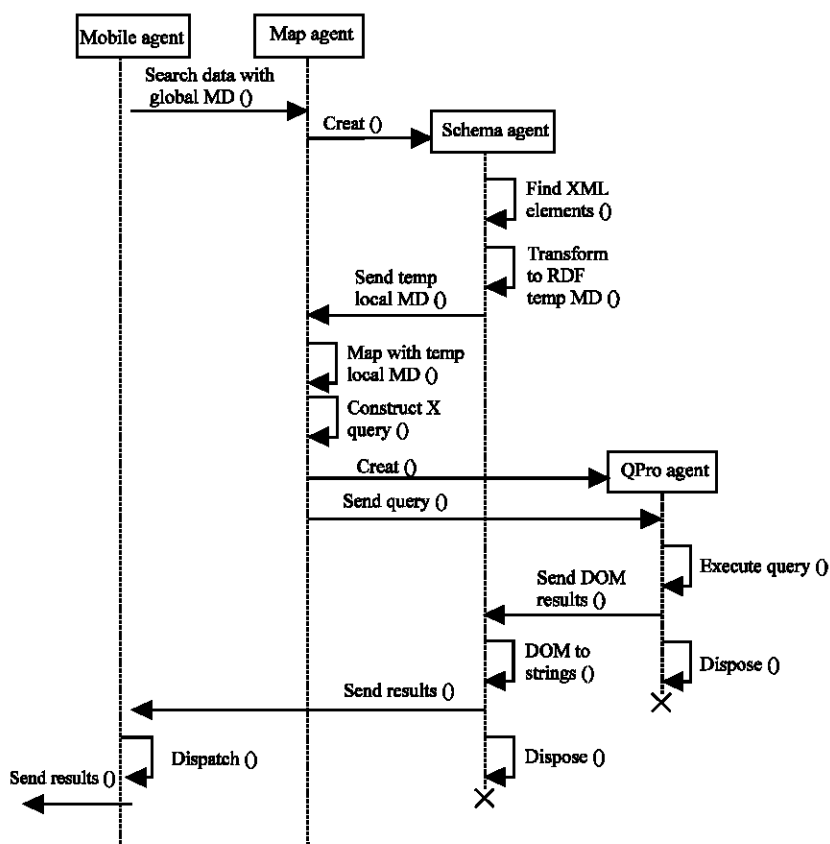 Mobile agent
Map agent
Search data with
global MD ()
Creat ()
Schema agent
Find XML
elements ()
Transform
to RDF
temp MD ()
Send temp
local MD ()
Map with temp
local MD ()
Construct X
query ()
Creat ()
QPro agent
Send query ()
Execute query ()
Send DOM
results ()
DOM to
strings ()
Dispose ()
Send results ()
Dispatch ()
Dispose ()
Send results ()